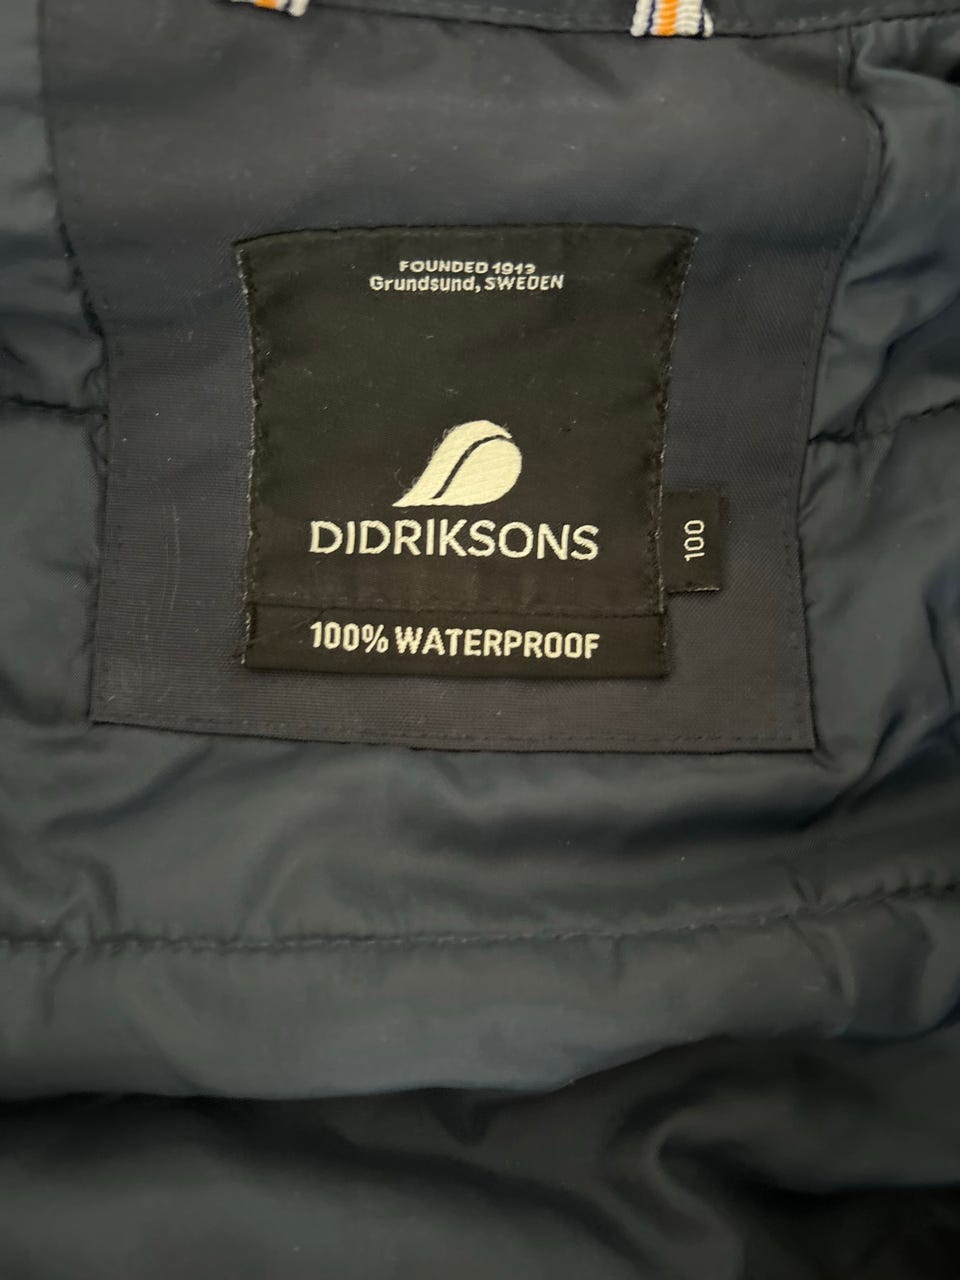 FOUNDED 1913
Grundsund, SWEDEN
DIDRIKSONS
100
100% WATERPROOF